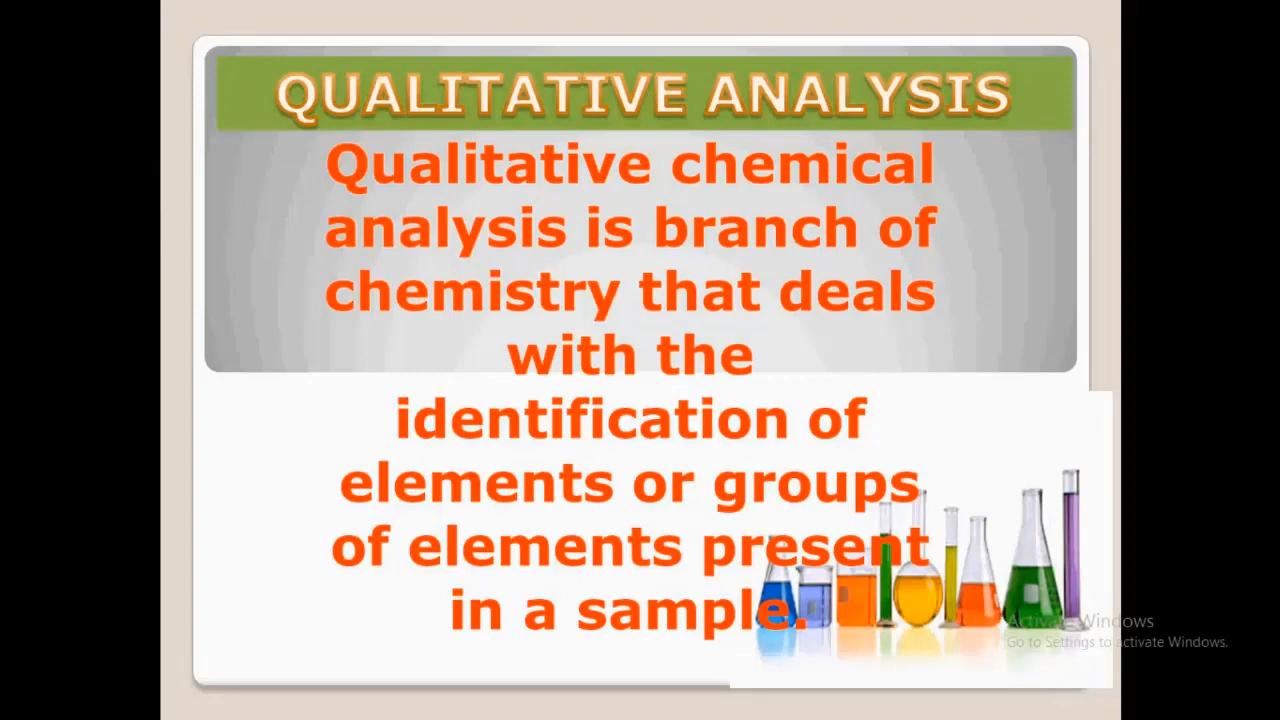 QUALITATIVE ANALYSIS
Qualitative chemical
analysis is branch of
chemistry that deals
with the
identification of
elements or groups
of elements present
in a sample.
Activate Windows
Go to Settings to activate Windows.